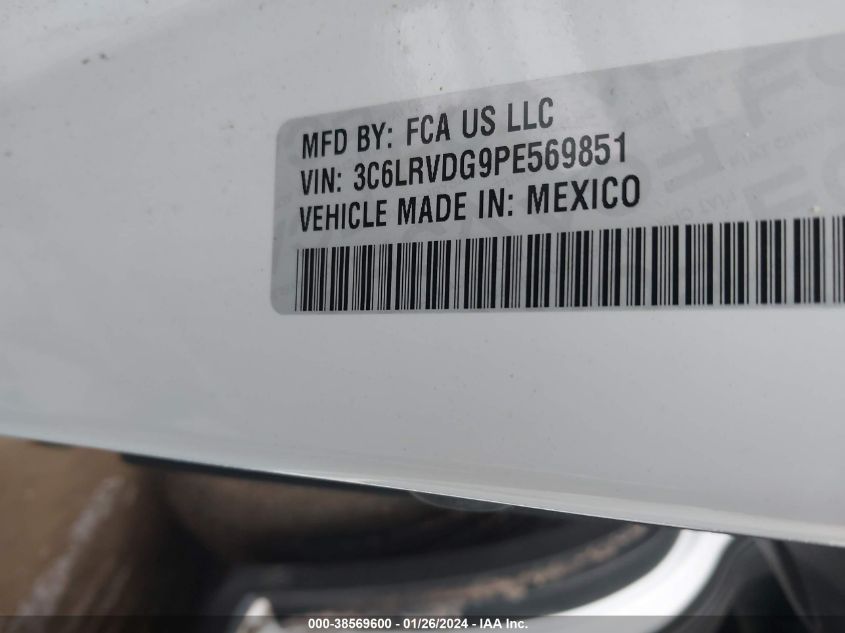 MFD BY: FCA US LLC
VIN: 3C6LRVDG9PE569851
VEHICLE MADE IN: MEXICO
000-38569600 - 01/26/2024 - IAA Inc.